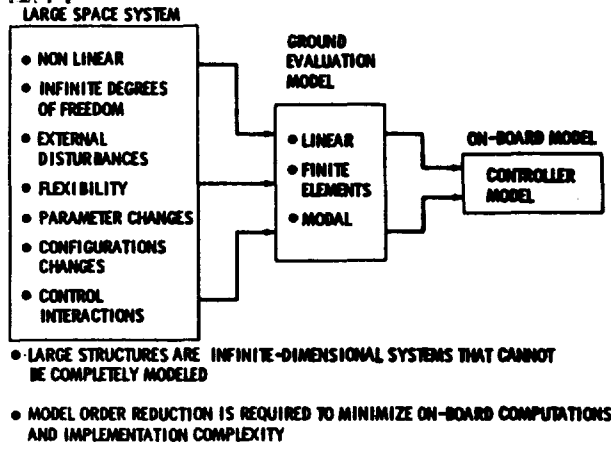 LARGE SPACE SYSTEM
• NON LINEAR
• INFINITE DEGREES
OF FREEDOM
• EXTERNAL
DISTURBANCES
• FLEXIBILITY
• PARAMETER CHANGES
• CONFIGURATIONS
CHANGES
• CONTROL
INTERACTIONS
GROUND
EVALUATION
MODEL
• LINEAR
• FINITE
ELEMENTS
• MODAL
ON-BOARD MODEL
CONTROLLER
MODEL
• LARGE STRUCTURES ARE INFINITE-DIMENSIONAL SYSTEMS THAT CANNOT
BE COMPLETELY MODELED
• MODEL ORDER REDUCTION IS REQUIRED TO MINIMIZE ON-BOARD COMPUTATIONS
AND IMPLEMENTATION COMPLEXITY